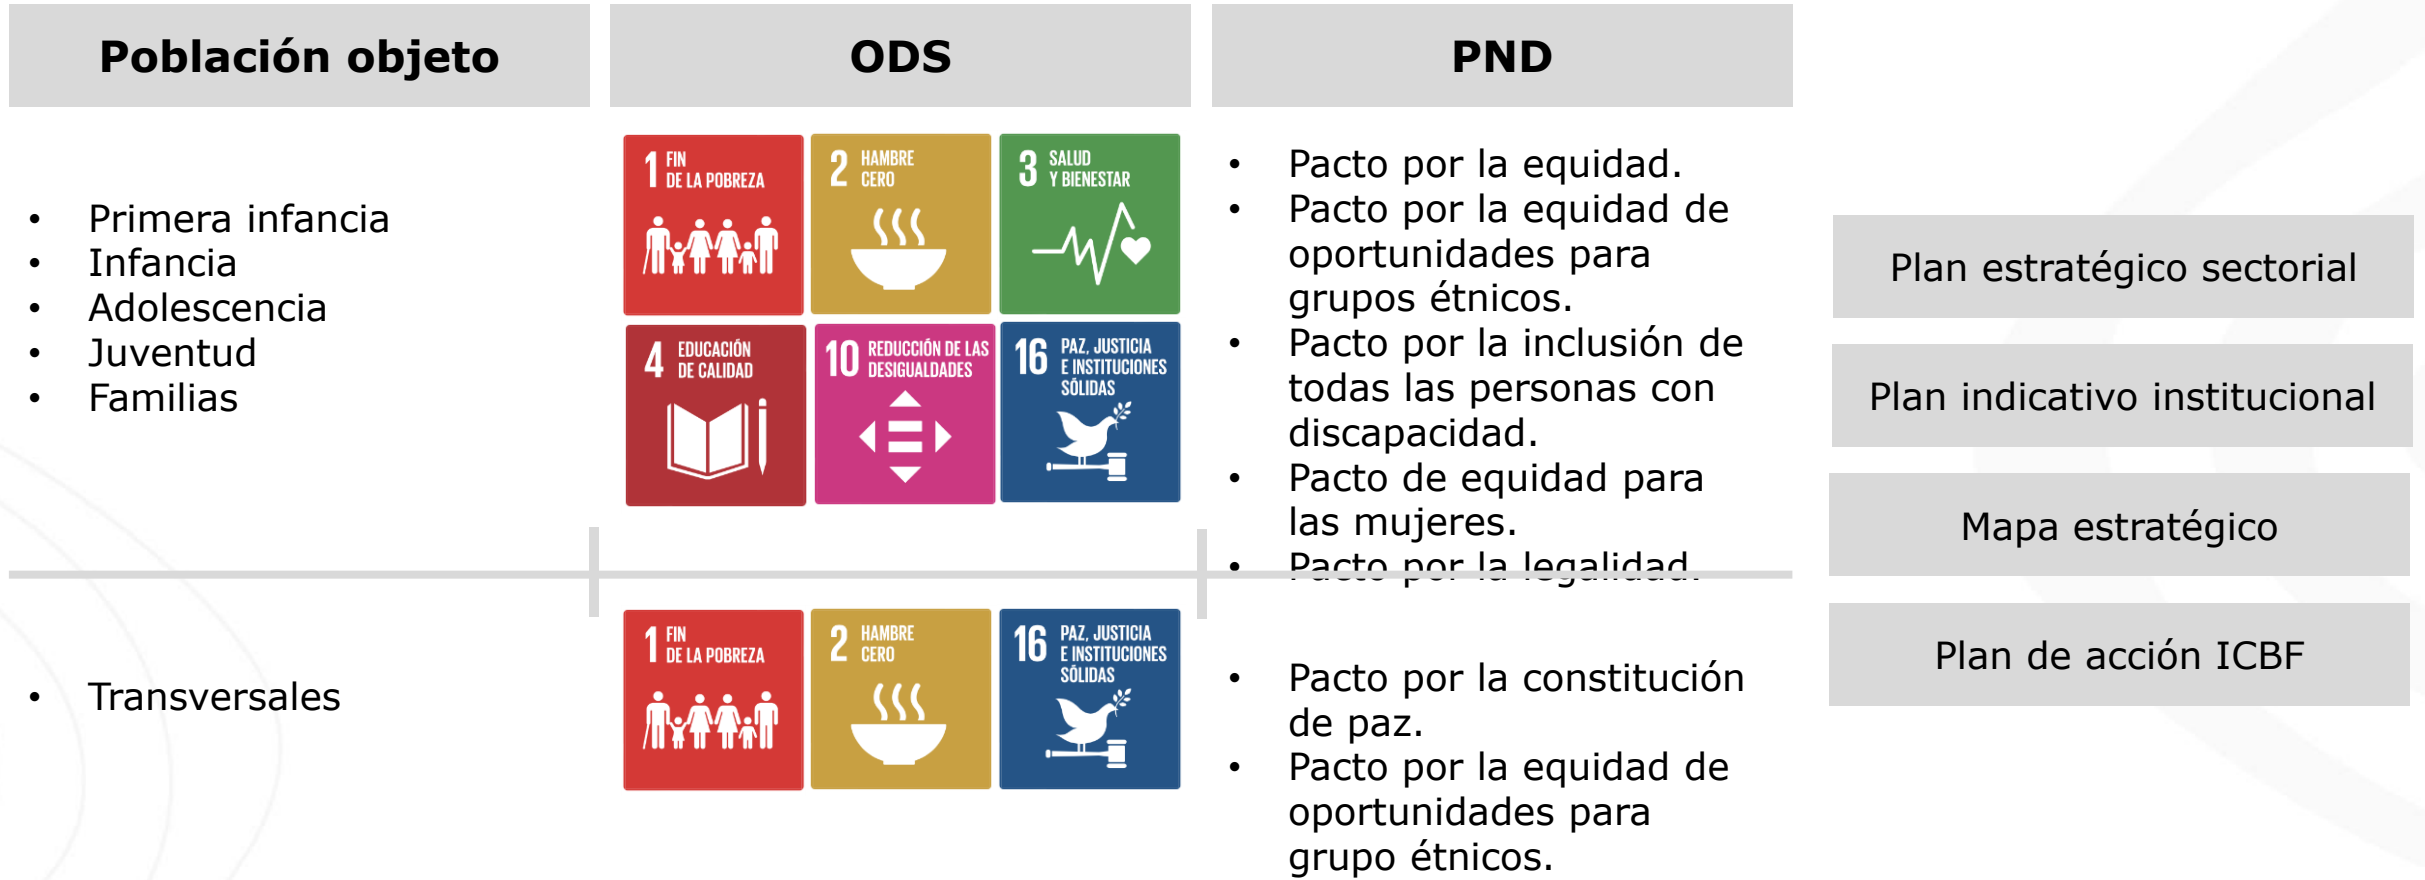 Población objeto
ODS
PND
• Primera infancia
• Infancia
• Adolescencia
• Juventud
• Familias
1 FIN
DE LA POBREZA
2 HAMBRE
CERO
3 SALUD
Y BIENESTAR
4 EDUCACIÓN
DE CALIDAD
10 REDUCCIÓN DE LAS
DESIGUALDADES
16 PAZ, JUSTICIA
E INSTITUCIONES
SÓLIDAS
• Pacto por la equidad.
• Pacto por la equidad de
oportunidades para
grupos étnicos.
• Pacto por la inclusión de
todas las personas con
discapacidad.
• Pacto de equidad para
las mujeres.
• Pacto por la legalidad.
• Transversales
1 FIN
DE LA POBREZA
2 HAMBRE
CERO
16 PAZ, JUSTICIA
E INSTITUCIONES
SÓLIDAS
• Pacto por la constitución
de paz.
• Pacto por la equidad de
oportunidades para
grupo étnicos.
Plan estratégico sectorial
Plan indicativo institucional
Mapa estratégico
Plan de acción ICBF